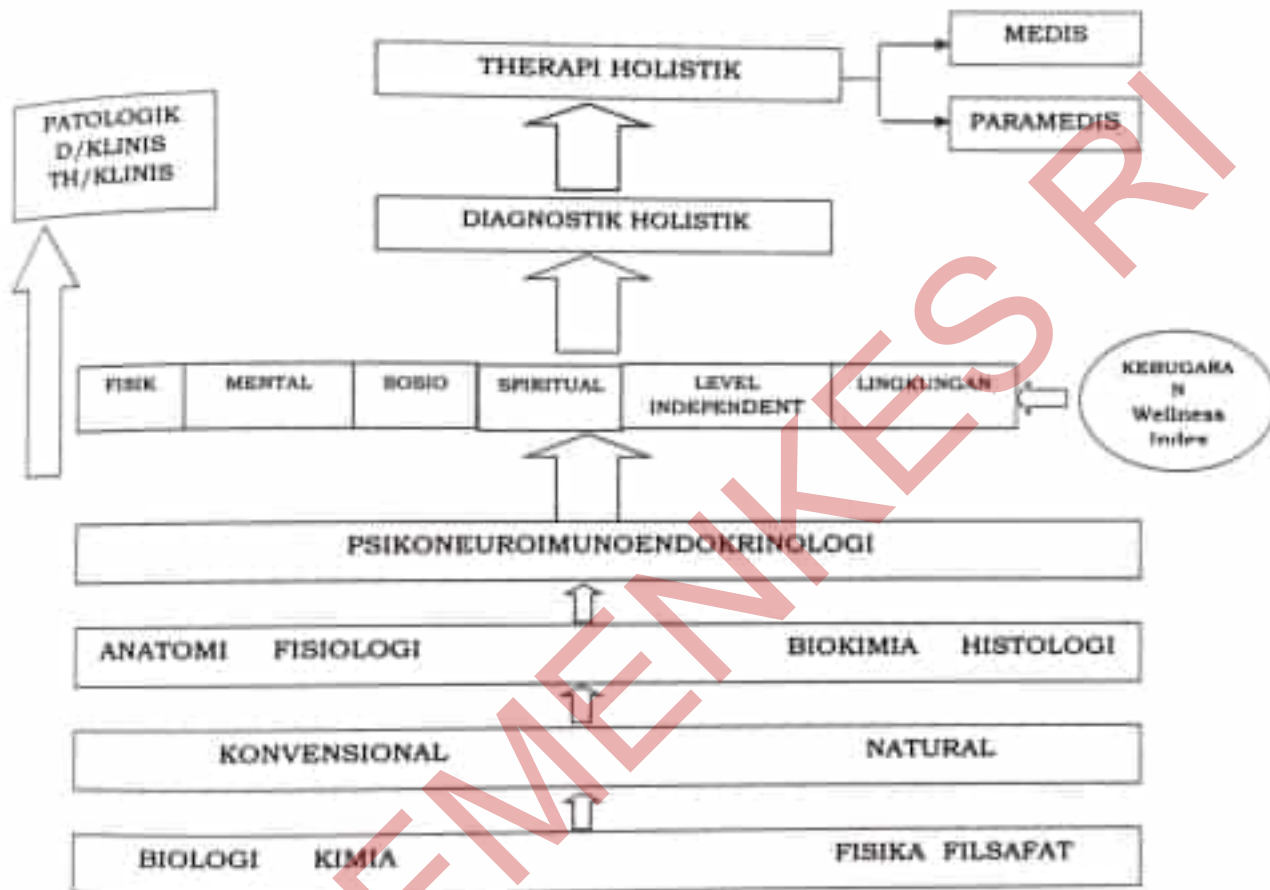 MEDIS
THERAPI HOLISTIK
PARAMEDIS
PATOLOGIK
D/KLINIS
TH/KLINIS
DIAGNOSTIK HOLISTIK
FISIK MENTAL SOSIO SPIRITUAL LEVEL INDEPENDENT LINGKUNGAN
KEBUGARA
N
Wellness
Index
PSIKONEUROIMUNOENDOKRINOLOGI
ANATOMI FISIOLOGI BIOKIMIA HISTOLOGI
KONVENSIONAL NATURAL
BIOLOGI KIMIA FISIKA FILSAFAT
EMENKES RI